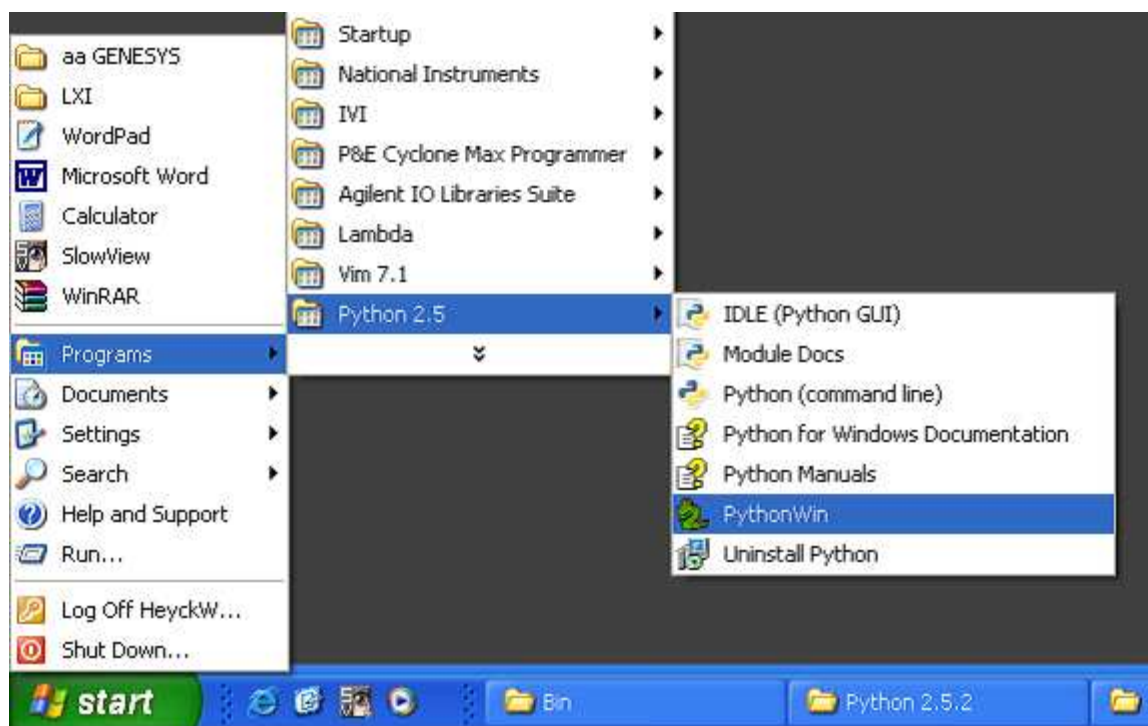 aa GENESYS
LXI
WordPad
Microsoft Word
Calculator
SlowView
WinRAR
Programs
Documents
Settings
Search
Help and Support
Run...
Log Off HeyckW...
Shut Down...
Startup
National Instruments
IVI
P&E Cyclone Max Programmer
Agilent IO Libraries Suite
Lambda
Vim 7.1
Python 2.5
IDLE (Python GUI)
Module Docs
Python (command line)
Python for Windows Documentation
Python Manuals
PythonWin
Uninstall Python
start
Bin
Python 2.5.2